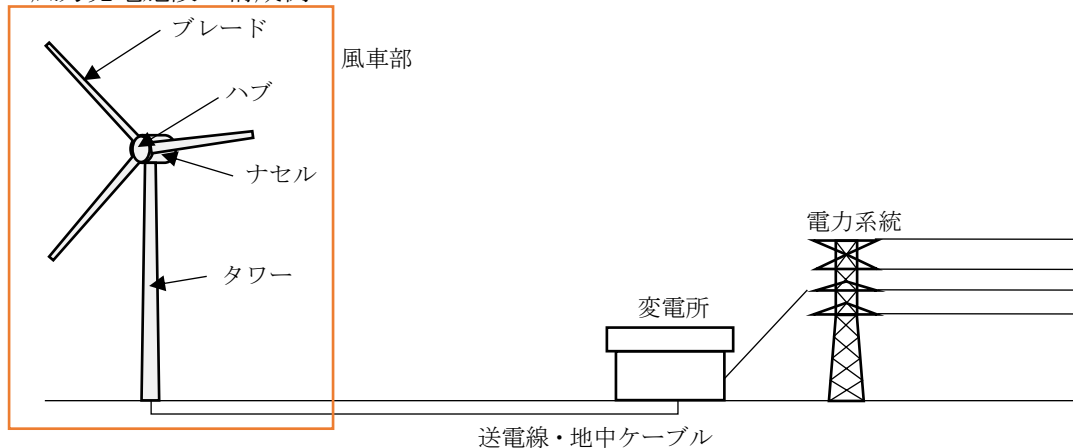 ブレード
風車部
ハブ
ナセル
電力系統
タワー
変電所
送電線・地中ケーブル